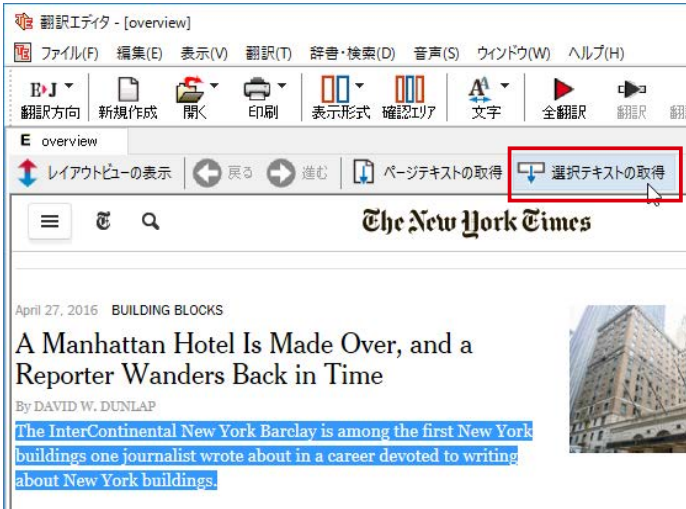 翻訳エディタ - [overview]
ファイル(F) 編集(E) 表示(V) 翻訳(T) 辞書・検索(D) 音声(S) ウィンドウ(W) ヘルプ(H)
E▸J
翻訳方向 新規作成 開く 印刷 表示形式 確認エリア 文字 全翻訳 翻訳
E overview
レイアウトビューの表示 戻る 進む ページテキストの取得 選択テキストの取得
The New York Times
April 27, 2016 BUILDING BLOCKS
A Manhattan Hotel Is Made Over, and a
Reporter Wanders Back in Time
By DAVID W. DUNLAP
The InterContinental New York Barclay is among the first New York
buildings one journalist wrote about in a career devoted to writing
about New York buildings.